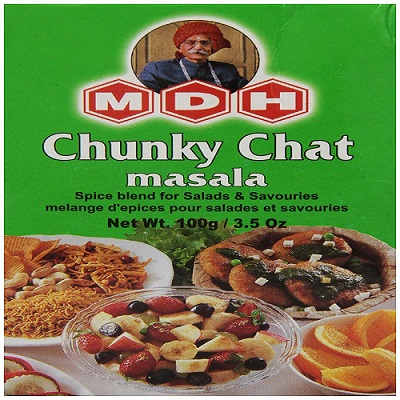 MDH
Chunky Chat
masala
Spice blend for Salads & Savouries
melange d'epices pour salades et savouries
Net Wt. 100g / 3.5 Oz